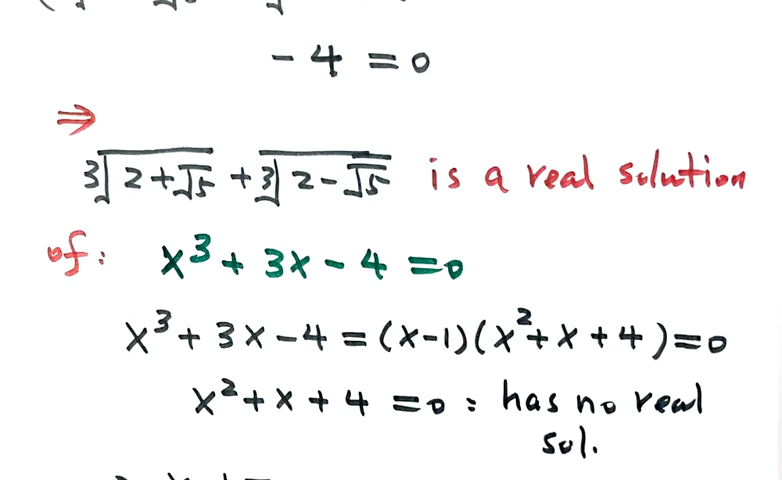 - 4 = 0
⇒
∛(2+√5) + ∛(2-√5) is a real solution
of: x³ + 3x - 4 = 0
x³ + 3x - 4 = (x-1)(x² + x + 4) = 0
x² + x + 4 = 0 : has no real
sol.